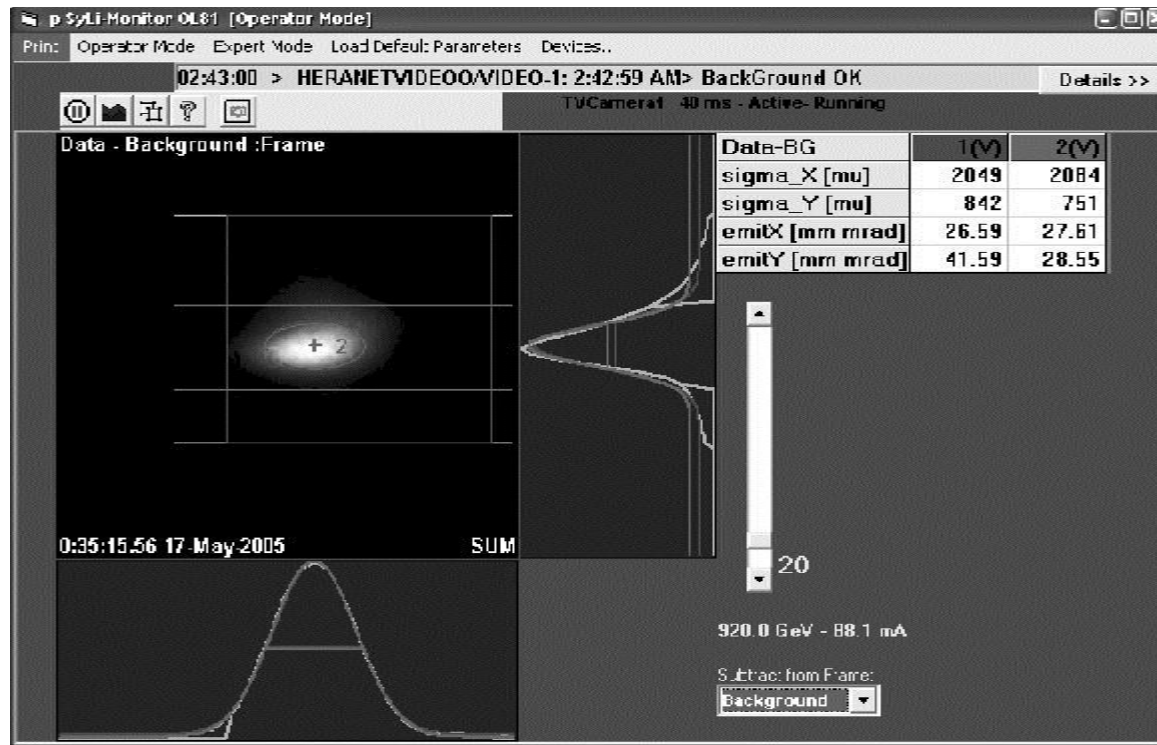 p SyLi-Monitor OL81 [Operator Mode]
Print Operator Mode Expert Mode Load Default Parameters Devices..
02:43:00 > HERANETVIDEOO/VIDEO-1: 2:42:59 AM> BackGround OK
Details >>
TVCamera1 40 ms - Active- Running
Data - Background :Frame
Data-BG 1(V) 2(V)
sigma_X [mu] 2049 2084
sigma_Y [mu] 842 751
emitX [mm mrad] 26.59 27.61
emitY [mm mrad] 41.59 28.55
+ 2
0:35:15.56 17-May-2005 SUM
20
920.0 GeV - 88.1 mA
Subtract from Frame:
Background